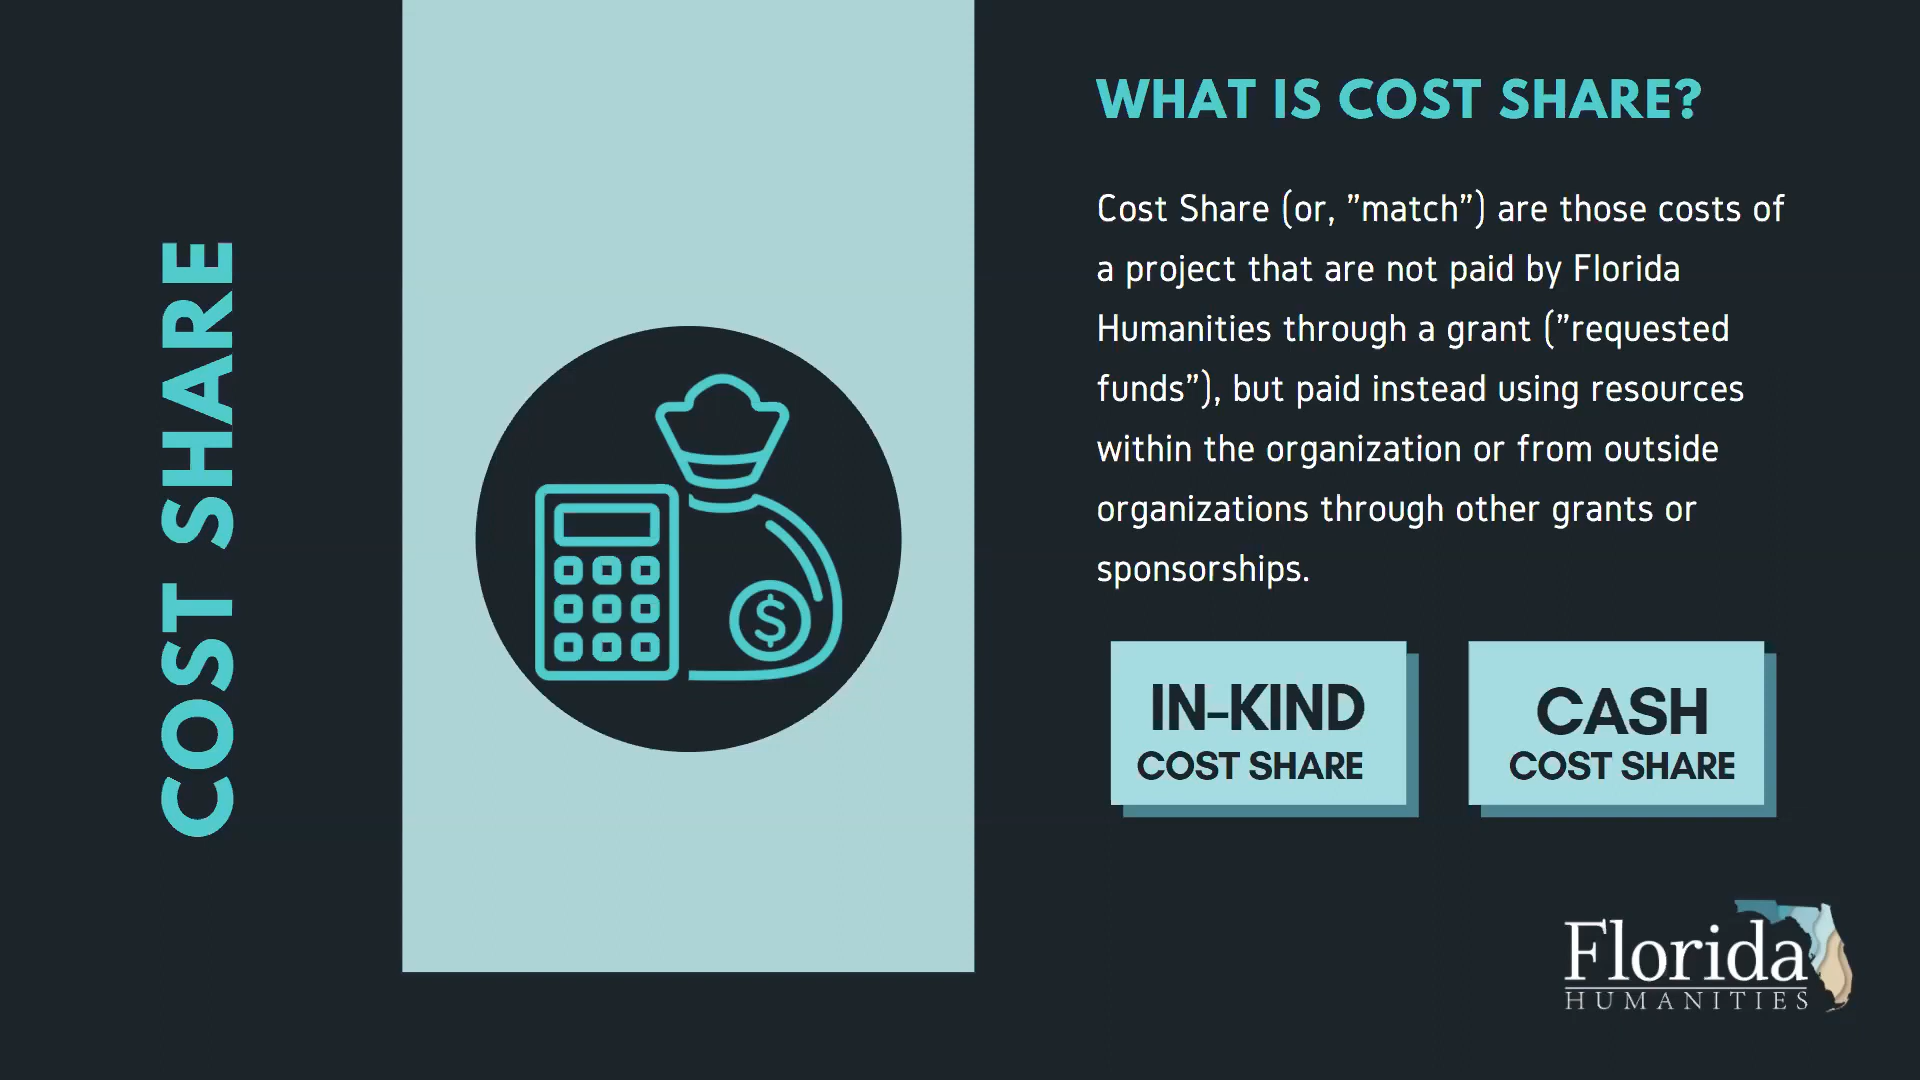 COST SHARE
WHAT IS COST SHARE?
Cost Share (or, ”match”) are those costs of
a project that are not paid by Florida
Humanities through a grant (”requested
funds”), but paid instead using resources
within the organization or from outside
organizations through other grants or
sponsorships.
IN-KIND
COST SHARE
CASH
COST SHARE
$
Florida
HUMANITIES